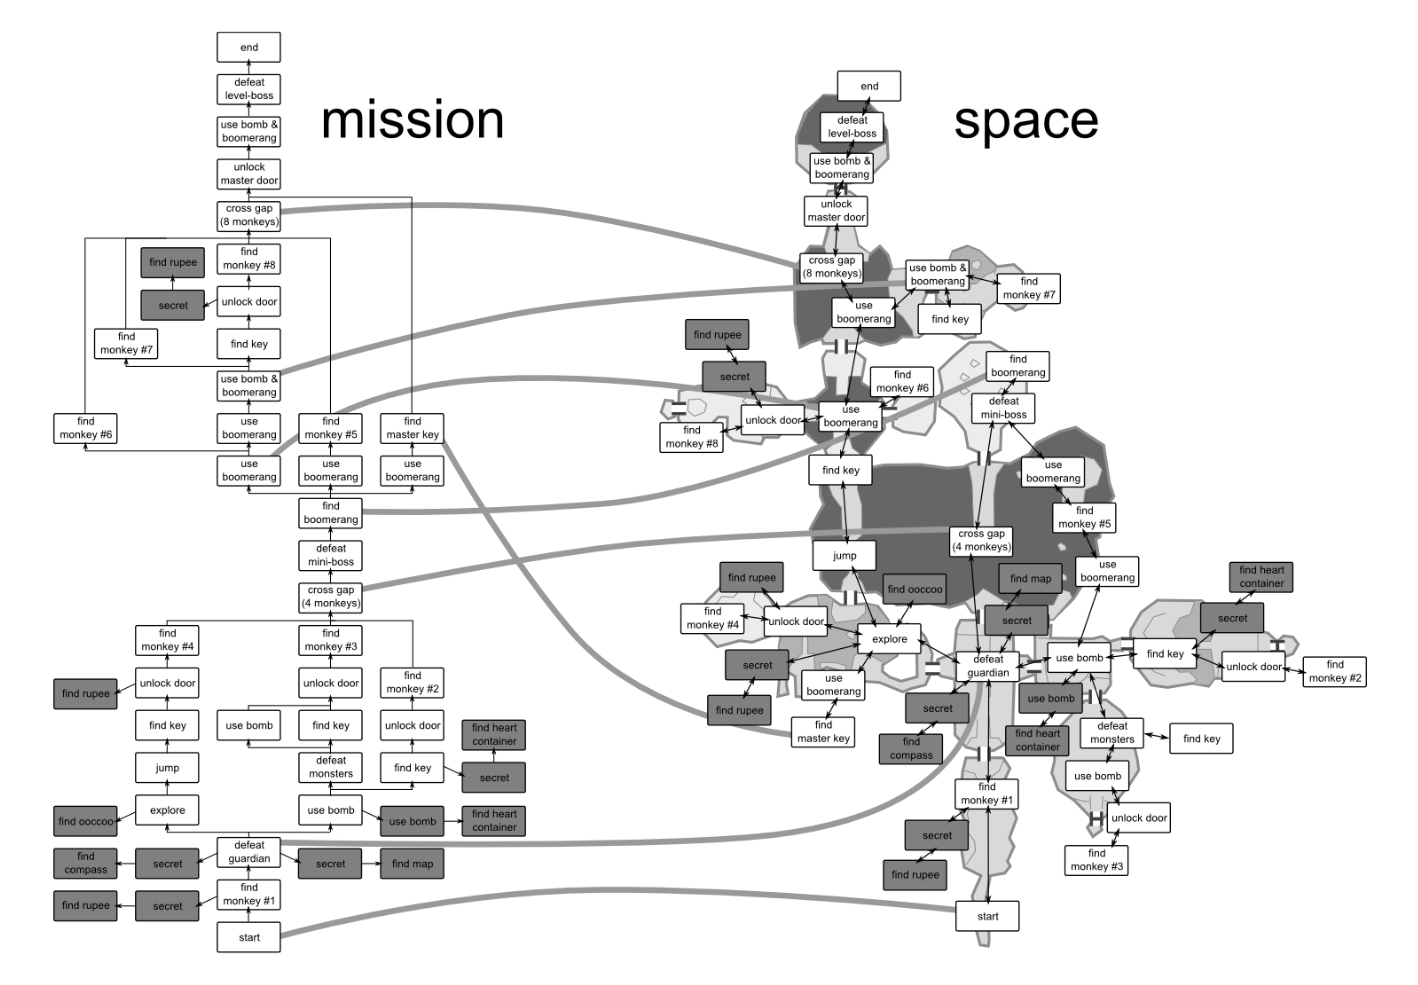 mission
space
end
defeat
level-boss
use bomb &
boomerang
unlock
master door
cross gap
(8 monkeys)
find rupee
find
monkey #8
secret
unlock door
find
monkey #7
find key
use bomb &
boomerang
find
monkey #6
use
boomerang
find
monkey #5
find
master key
use
boomerang
use
boomerang
use
boomerang
find
boomerang
defeat
mini-boss
cross gap
(4 monkeys)
find
monkey #4
find
monkey #3
find rupee
unlock door
unlock door
find
monkey #2
find key
use bomb
find key
unlock door
find heart
container
jump
defeat
monsters
find key
secret
find ooccoo
explore
use bomb
use bomb
find heart
container
find
compass
secret
defeat
guardian
secret
find map
find rupee
secret
find
monkey #1
start
end
defeat
level-boss
use bomb &
boomerang
unlock
master door
cross gap
(8 monkeys)
use bomb &
boomerang
find
monkey #7
use
boomerang
find key
find rupee
secret
find
monkey #6
find
boomerang
unlock door
use
boomerang
defeat
mini-boss
find
monkey #8
find key
use
boomerang
find
monkey #5
cross gap
(4 monkeys)
jump
use
boomerang
find rupee
find ooccoo
find map
find heart
container
find
monkey #4
unlock door
secret
secret
explore
secret
defeat
guardian
use bomb
find key
unlock door
find
monkey #2
use
boomerang
find rupee
secret
use bomb
find
master key
find
compass
find heart
container
defeat
monsters
find key
use bomb
find
monkey #1
unlock door
secret
find
monkey #3
find rupee
start